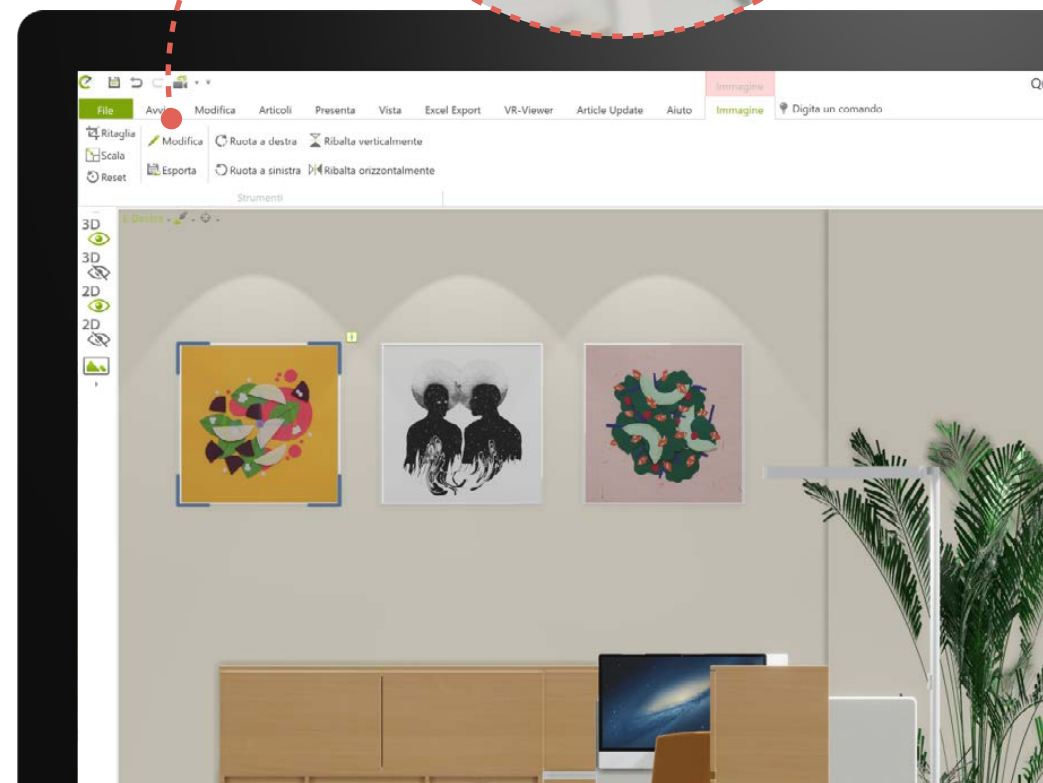 Immagine
File Avvio Modifica Articoli Presenta Vista Excel Export VR-Viewer Article Update Aiuto Immagine Digita un comando
Ritaglia
Scala
Reset
Modifica
Esporta
Ruota a destra
Ruota a sinistra
Ribalta verticalmente
Ribalta orizzontalmente
Strumenti
3D
3D
2D
2D